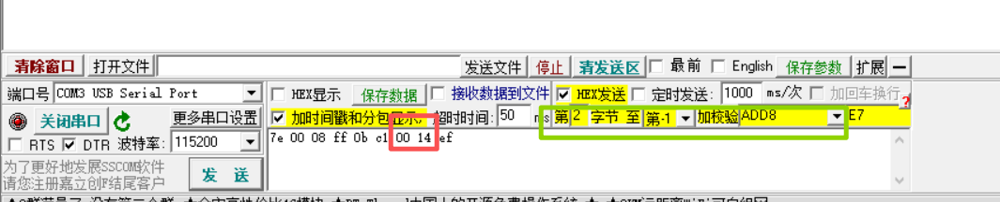 清除窗口 打开文件 发送文件 停止 清发送区 最前 English 保存参数 扩展 —
端口号 COM3 USB Serial Port HEX显示 保存数据 接收数据到文件 HEX发送 定时发送: 1000 ms/次 加回车换行 ?
关闭串口 更多串口设置 加时间戳和分包显示, 超时时间: 50 ms 第 2 字节 至 第-1 加校验 ADD8 E7
RTS DTR 波特率: 115200 7e 00 08 ff 0b c1 00 14 ef
为了更好地发展SSCOM软件
请您注册嘉立创F结尾客户
发 送